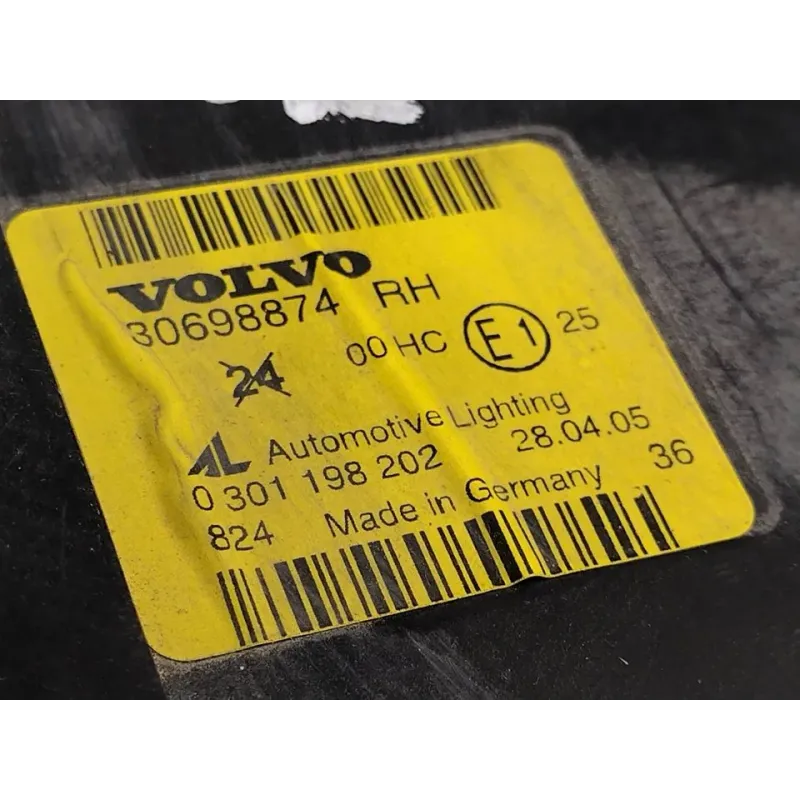 VOLVO
30698874 RH
24 00 HC E1 25
AL Automotive Lighting
0 301 198 202 28.04.05
824 Made in Germany 36